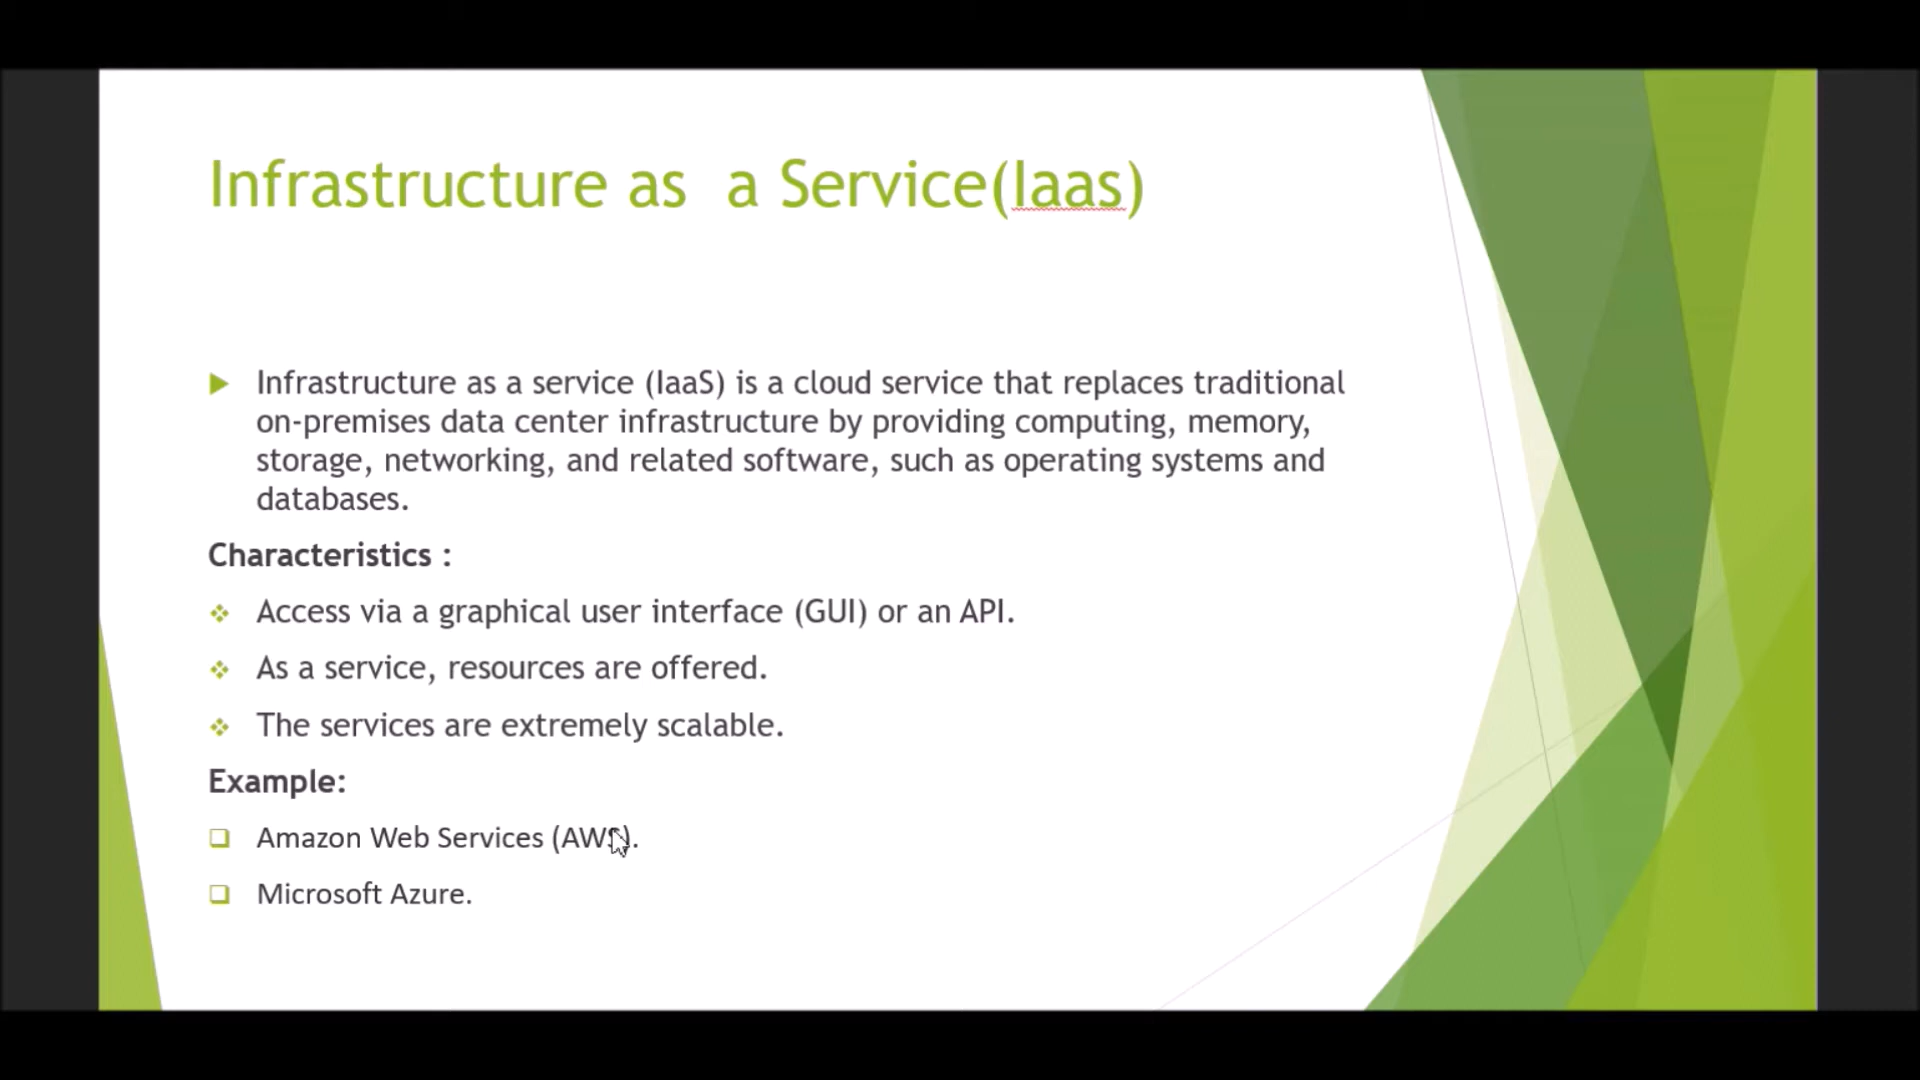 Infrastructure as  a Service(Iaas)
Infrastructure as a service (IaaS) is a cloud service that replaces traditional
on-premises data center infrastructure by providing computing, memory,
storage, networking, and related software, such as operating systems and
databases.
Characteristics :
Access via a graphical user interface (GUI) or an API.
As a service, resources are offered.
The services are extremely scalable.
Example:
Amazon Web Services (AWS).
Microsoft Azure.